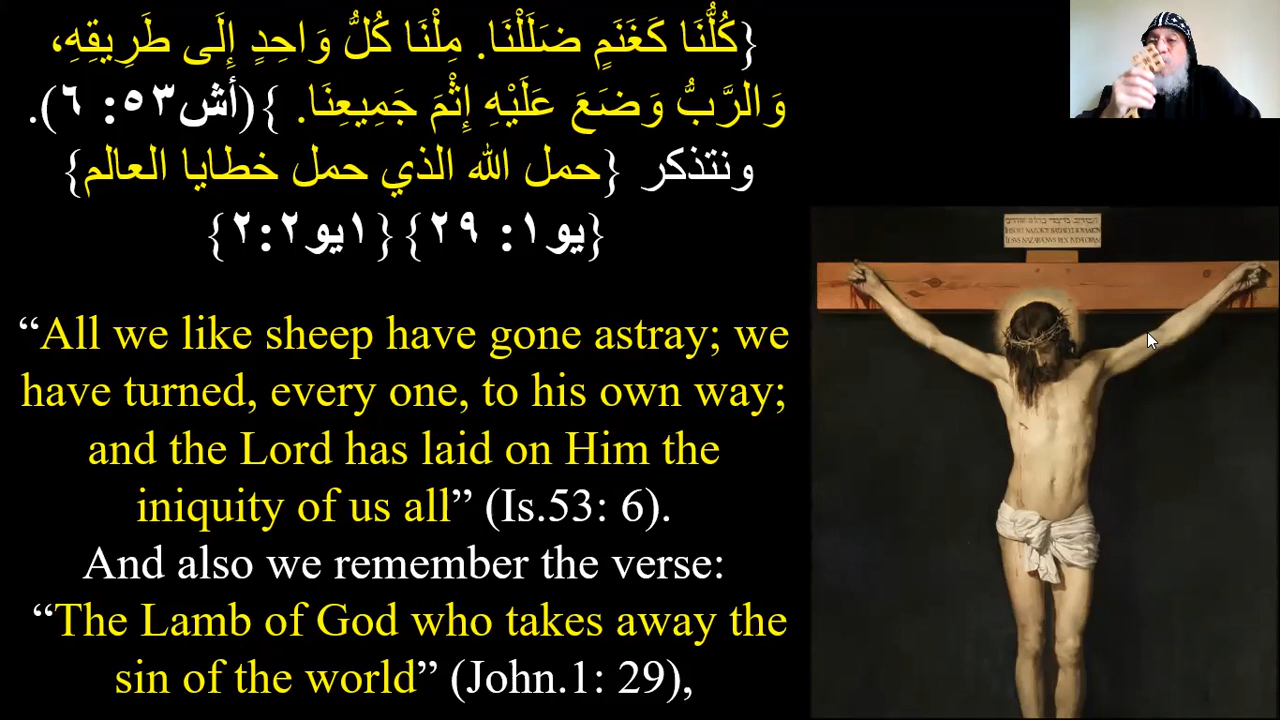 {كُلُّنَا كَغَنَمٍ ضَلَلْنَا. مِلْنَا كُلُّ وَاحِدٍ إِلَى طَرِيقِهِ،
وَالرَّبُّ وَضَعَ عَلَيْهِ إِثْمَ جَمِيعِنَا. }(أش٥٣: ٦).
ونتذكر {حمل الله الذي حمل خطايا العالم}
{يو١: ٢٩}{١يو٢:٢}
“All we like sheep have gone astray; we
have turned, every one, to his own way;
and the Lord has laid on Him the
iniquity of us all” (Is.53: 6).
And also we remember the verse:
“The Lamb of God who takes away the
sin of the world” (John.1: 29),